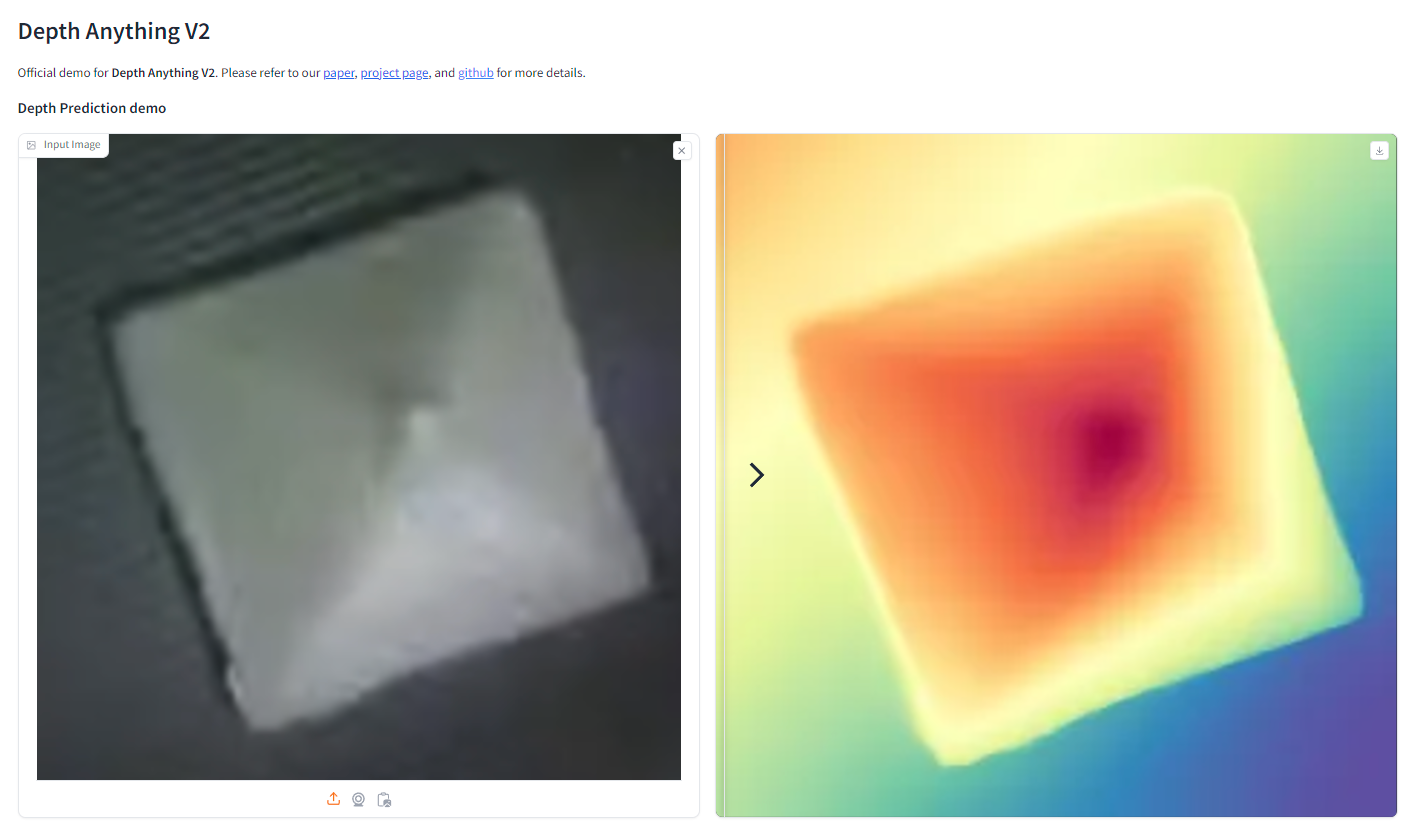 Depth Anything V2
Official demo for Depth Anything V2. Please refer to our paper, project page, and github for more details.
Depth Prediction demo
Input Image